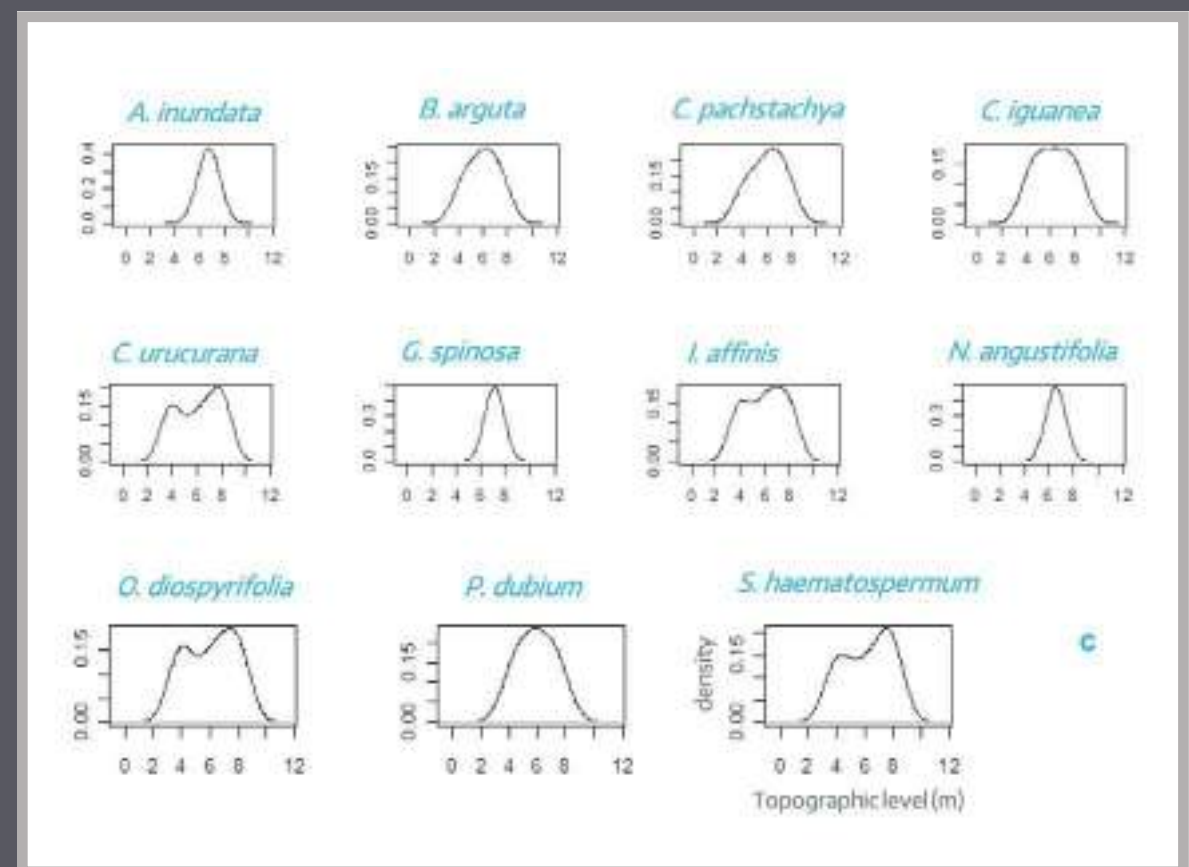 A. inundata
B. arguta
C. pachstachya
C. iguanea
0.0 0.2 0.4
0.00 0.15
0.00 0.15
0.00 0.15
0 2 4 6 8 12
0 2 4 6 8 12
0 2 4 6 8 12
0 2 4 6 8 12
C. urucurana
G. spinosa
I. affinis
N. angustifolia
0.00 0.15
0.0 0.3
0.00 0.15
0.0 0.3
0 2 4 6 8 12
0 2 4 6 8 12
0 2 4 6 8 12
0 2 4 6 8 12
O. diospyrifolia
P. dubium
S. haematospermum
0.00 0.15
0.00 0.15
density
0.00 0.15
C
0 2 4 6 8 12
0 2 4 6 8 12
0 2 4 6 8 12
Topographic level (m)